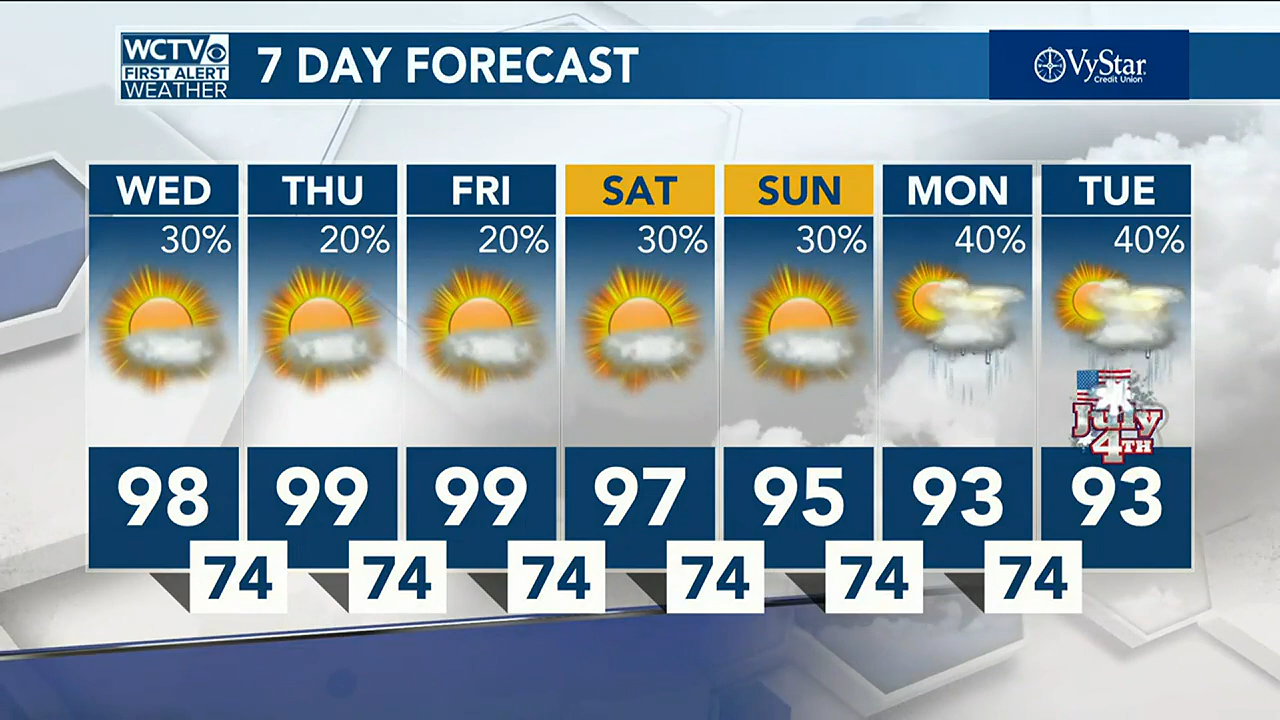 WCTV
FIRST ALERT
WEATHER
7 DAY FORECAST
VyStar
Credit Union
WED THU FRI SAT SUN MON TUE
30% 20% 20% 30% 30% 40% 40%
July
4TH
98 99 99 97 95 93 93
74 74 74 74 74 74